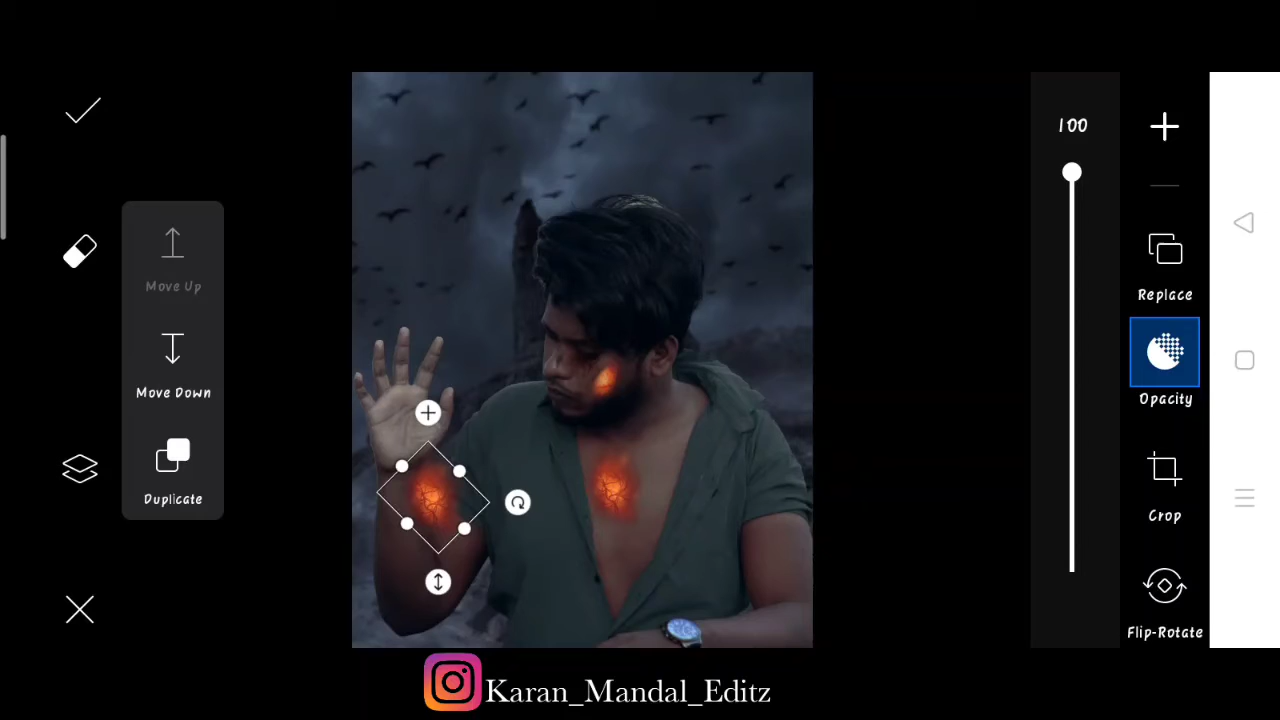 100
Move Up
Replace
Move Down
Opacity
Duplicate
Crop
Flip-Rotate
Karan_Mandal_Editz